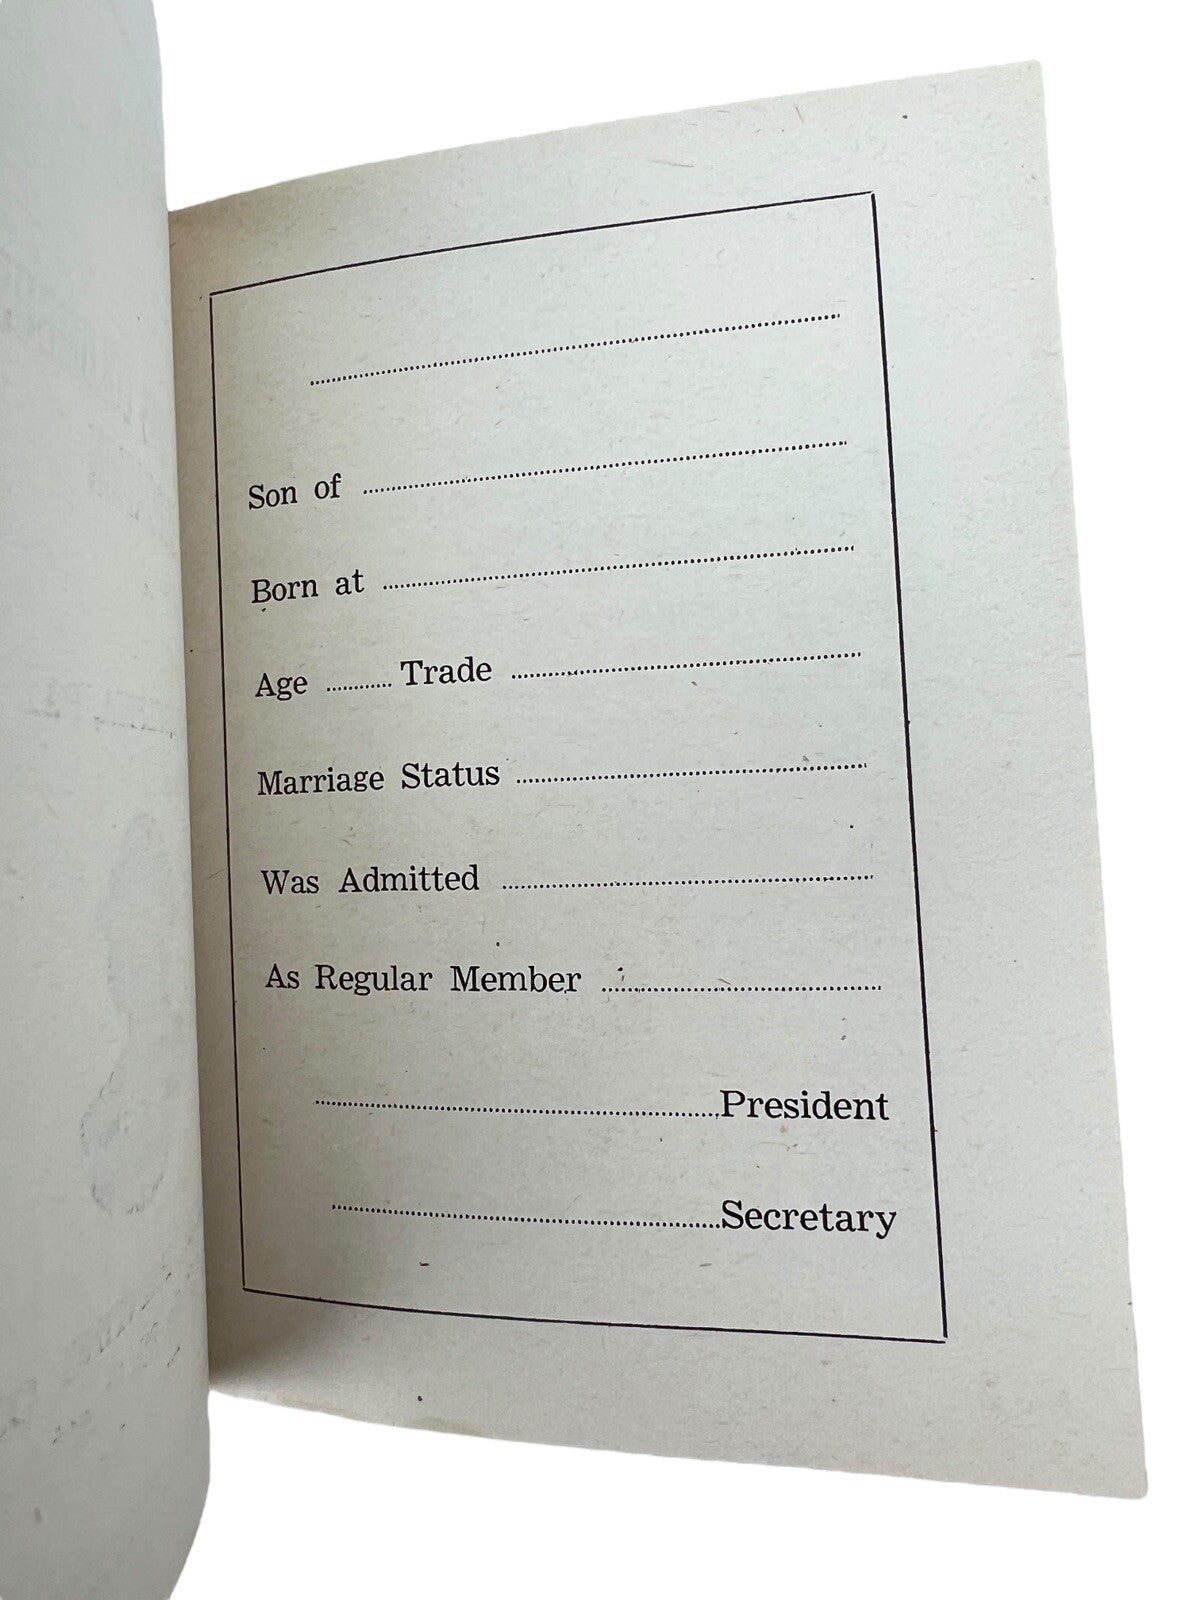 Son of
Born at
Age Trade
Marriage Status
Was Admitted
As Regular Member
President
Secretary